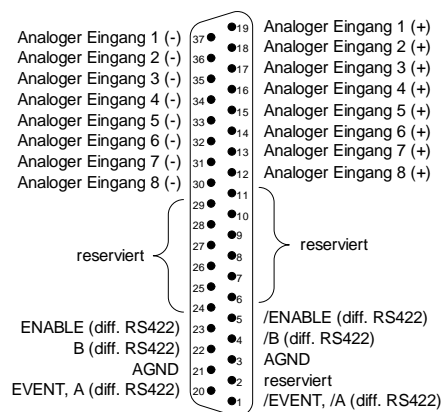 Analoger Eingang 1 (-)
Analoger Eingang 2 (-)
Analoger Eingang 3 (-)
Analoger Eingang 4 (-)
Analoger Eingang 5 (-)
Analoger Eingang 6 (-)
Analoger Eingang 7 (-)
Analoger Eingang 8 (-)
reserviert
ENABLE (diff. RS422)
B (diff. RS422)
AGND
EVENT, A (diff. RS422)
37
36
35
34
33
32
31
30
29
28
27
26
25
24
23
22
21
20
19
18
17
16
15
14
13
12
11
10
9
8
7
6
5
4
3
2
1
Analoger Eingang 1 (+)
Analoger Eingang 2 (+)
Analoger Eingang 3 (+)
Analoger Eingang 4 (+)
Analoger Eingang 5 (+)
Analoger Eingang 6 (+)
Analoger Eingang 7 (+)
Analoger Eingang 8 (+)
reserviert
/ENABLE (diff. RS422)
/B (diff. RS422)
AGND
reserviert
/EVENT, /A (diff. RS422)